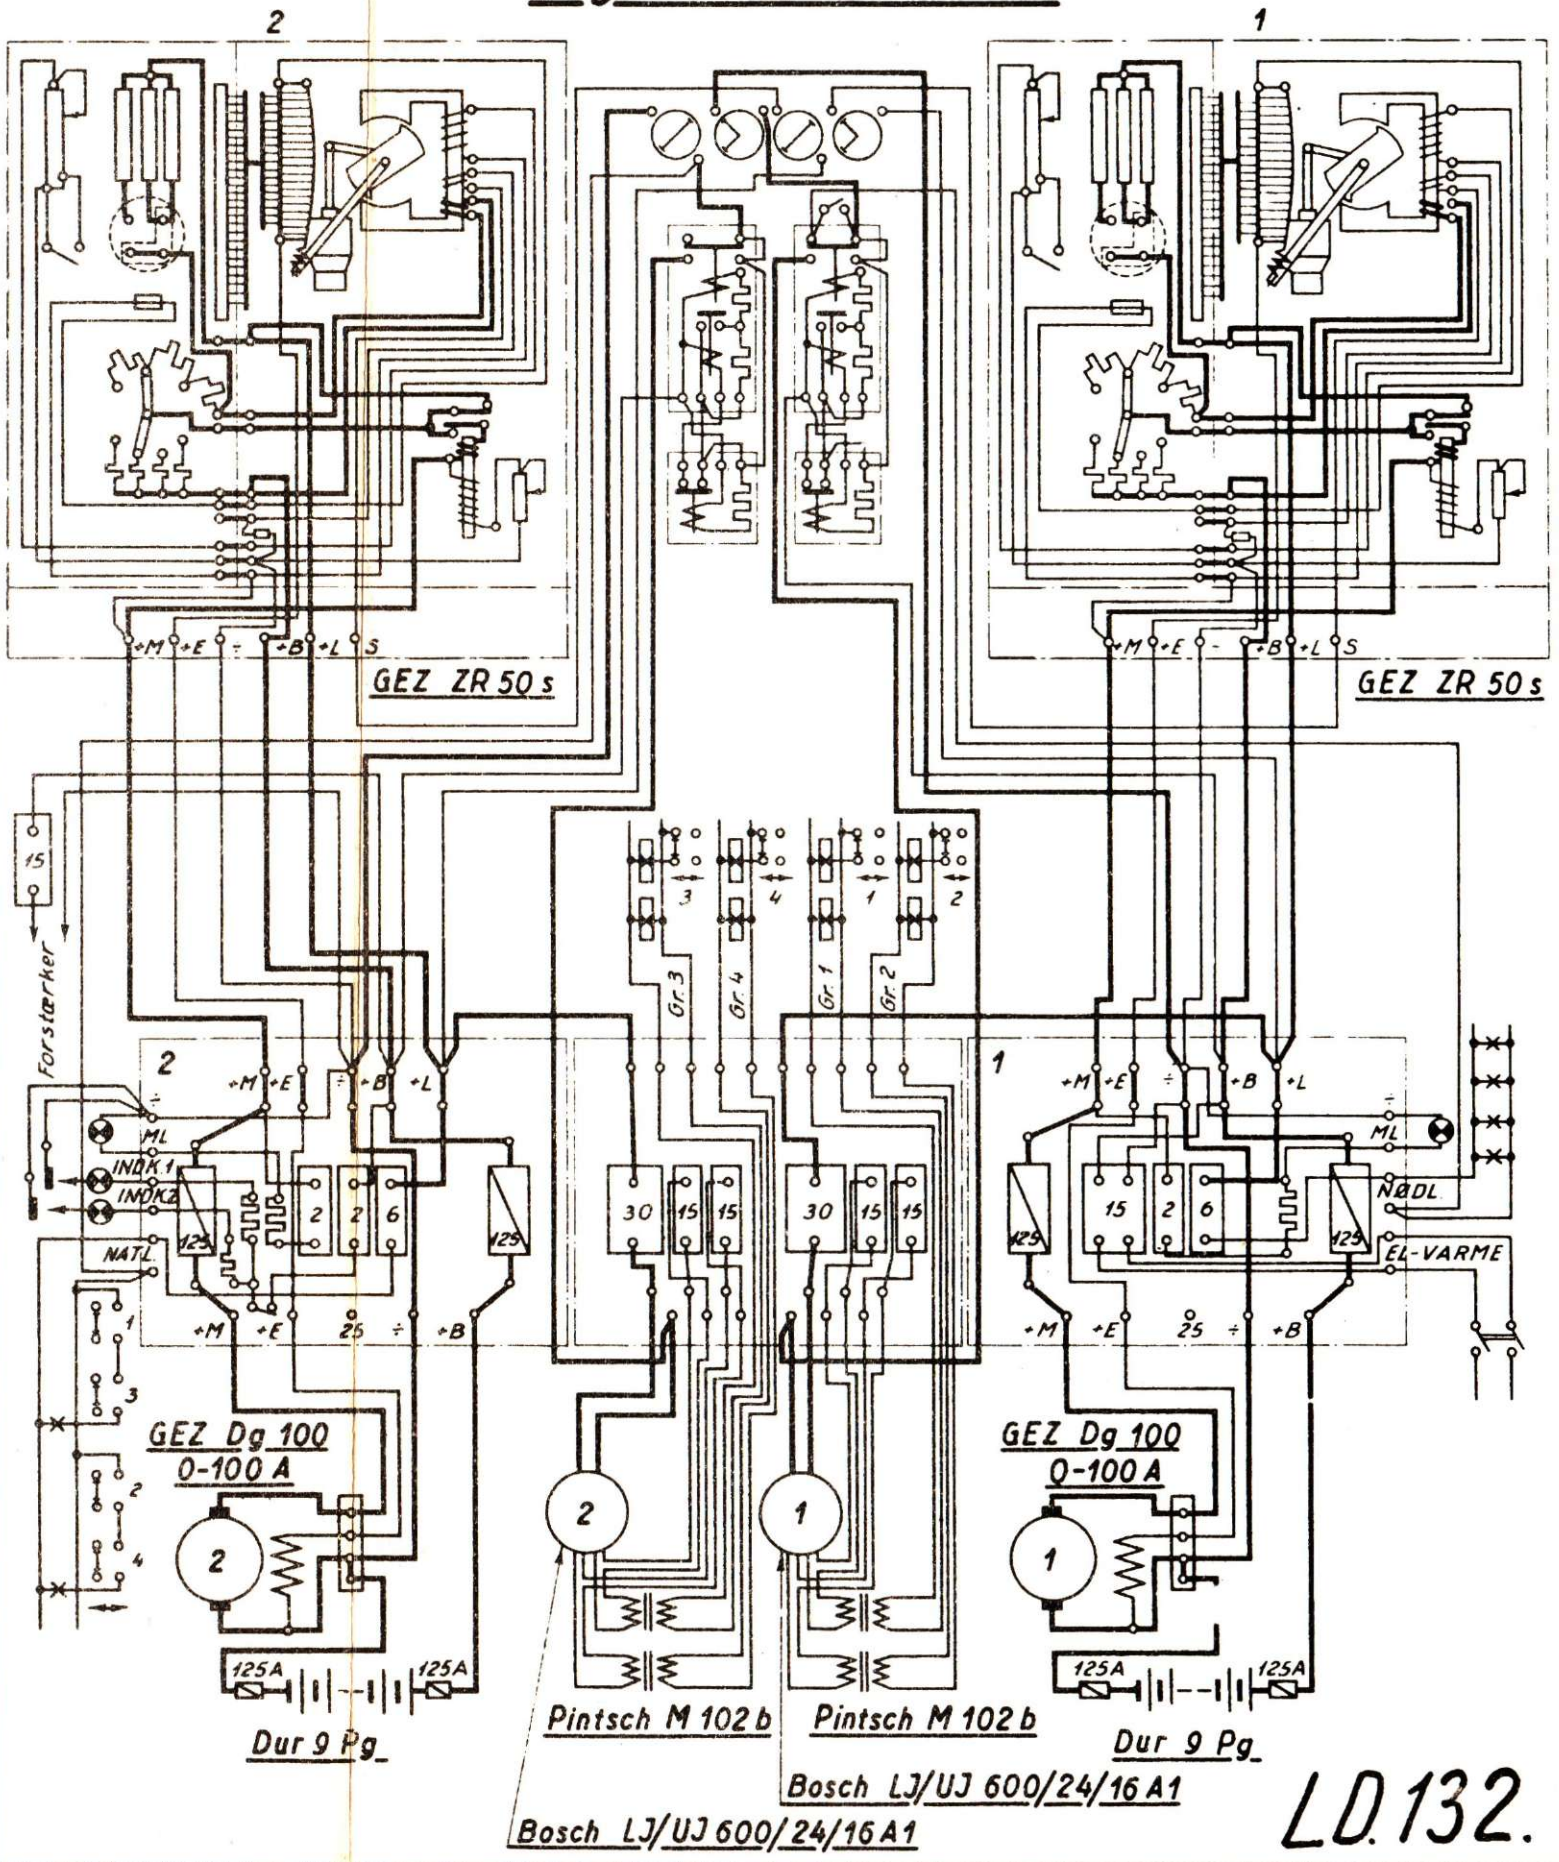 2
1
+M +E ÷ +B +L S
GEZ ZR 50 s
+M +E - +B +L S
GEZ ZR 50 s
15
Forstærker
3
4
1
2
Gr. 3
Gr. 4
Gr. 1
Gr. 2
2
+M +E ÷ +B +L
1
+M +E ÷ +B +L
÷
ML
INDK.1
INDK2
NATL.
125
2
2
6
125
30
15
15
30
15
15
125
15
2
6
125
÷
ML
NØDL.
EL-VARME
+M +E 25 ÷ +B
+M +E 25 ÷ +B
1
3
2
4
GEZ Dg 100
0-100 A
2
2
1
GEZ Dg 100
0-100 A
1
125A
125A
Dur 9 Pg
Pintsch M 102 b
Pintsch M 102 b
125A
125A
Dur 9 Pg
Bosch LJ/UJ 600/24/16 A1
Bosch LJ/UJ 600/24/16 A1
LD.132.